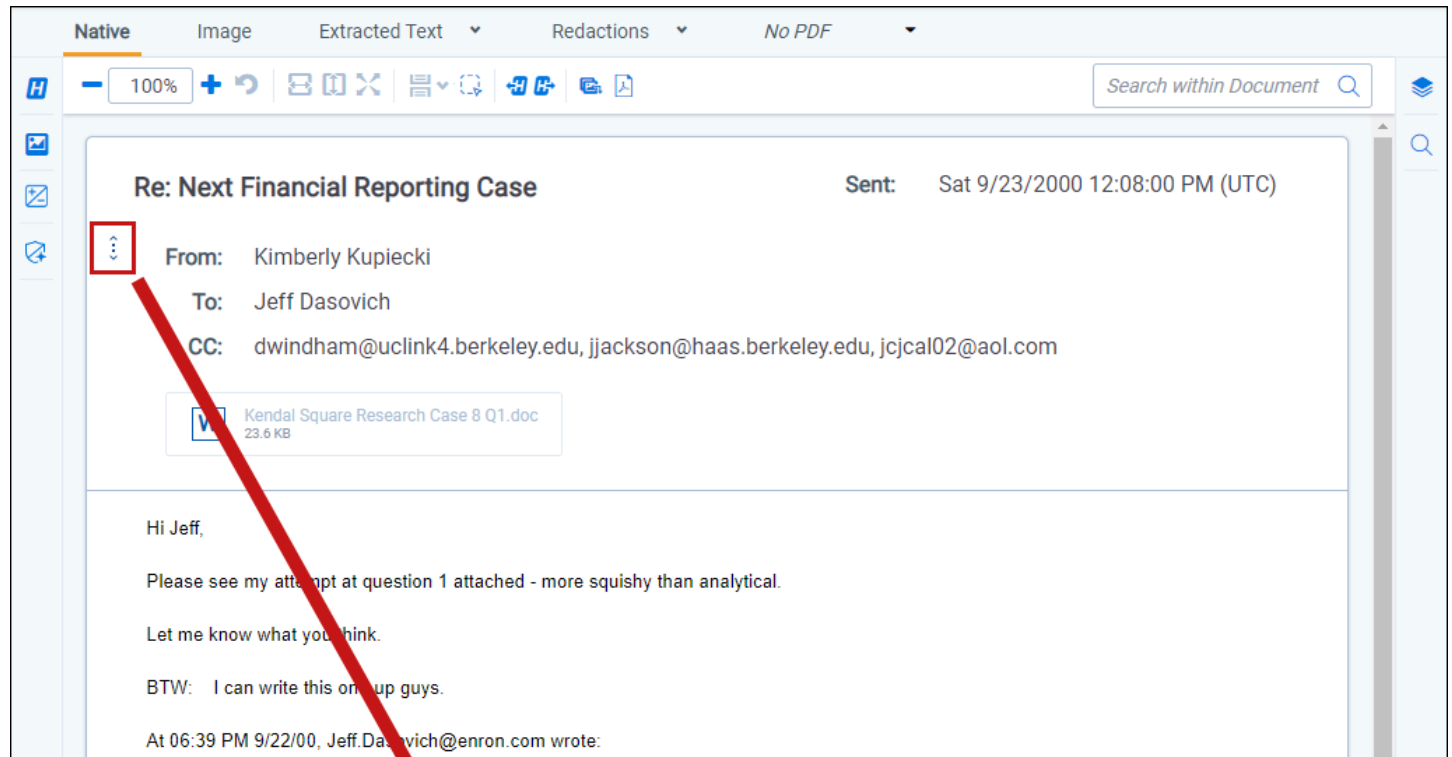 Native Image Extracted Text Redactions No PDF
100% Search within Document
Re: Next Financial Reporting Case Sent: Sat 9/23/2000 12:08:00 PM (UTC)
From: Kimberly Kupiecki
To: Jeff Dasovich
CC: dwindham@uclink4.berkeley.edu, jjackson@haas.berkeley.edu, jcjcal02@aol.com
W Kendal Square Research Case 8 Q1.doc
23.6 KB
Hi Jeff,
Please see my attempt at question 1 attached - more squishy than analytical.
Let me know what you think.
BTW: I can write this one up guys.
At 06:39 PM 9/22/00, Jeff.Dasovich@enron.com wrote: